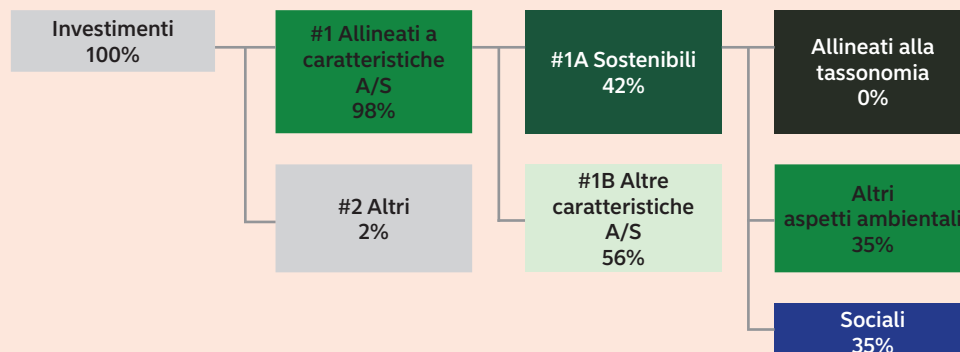 Investimenti
100%
#1 Allineati a
caratteristiche
A/S
98%
#1A Sostenibili
42%
Allineati alla
tassonomia
0%
#2 Altri
2%
#1B Altre
caratteristiche
A/S
56%
Altri
aspetti ambientali
35%
Sociali
35%